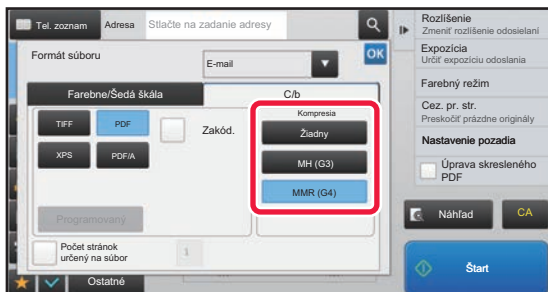 Tel. zoznam
Adresa
Stlačte na zadanie adresy
Formát súboru
E-mail
OK
Farebne/Šedá škála
C/b
TIFF
PDF
Zakód.
XPS
PDF/A
Programovaný
Počet stránok
určený na súbor
1
Kompresia
Žiadny
MH (G3)
MMR (G4)
Ostatné
Rozlíšenie
Zmeniť rozlíšenie odosielani
Expozícia
Určiť expozíciu odoslania
Farebný režim
Cez. pr. str.
Preskočiť prázdne originály
Nastavenie pozadia
Úprava skresleného
PDF
Náhľad
CA
Štart